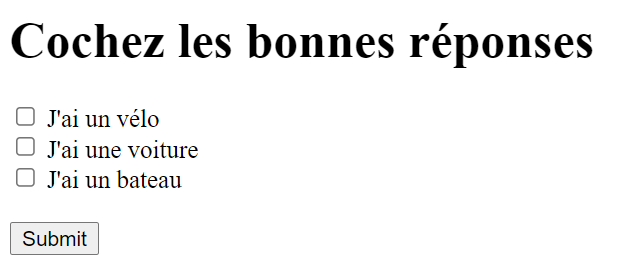 Cochez les bonnes réponses
J'ai un vélo
J'ai une voiture
J'ai un bateau
Submit